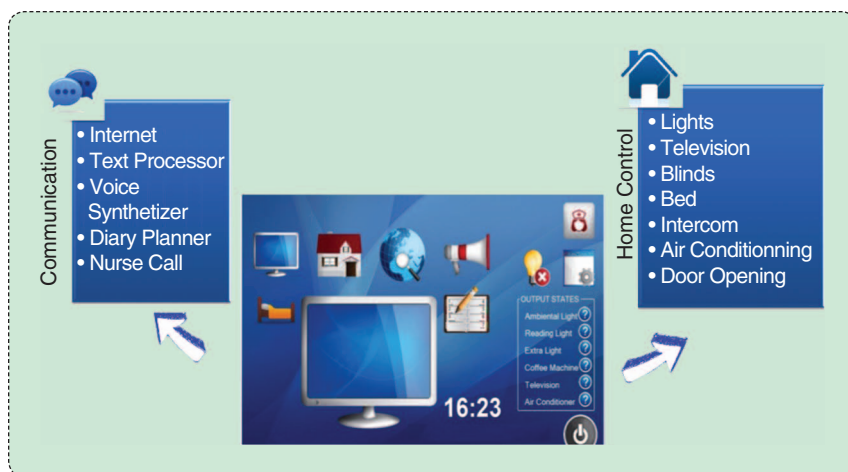 Communication
• Internet
• Text Processor
• Voice
Synthetizer
• Diary Planner
• Nurse Call
OUTPUT STATES
Ambiental Light ?
Reading Light ?
Extra Light ?
Coffee Machine ?
Television ?
Air Conditioner ?
16:23
Home Control
• Lights
• Television
• Blinds
• Bed
• Intercom
• Air Conditionning
• Door Opening